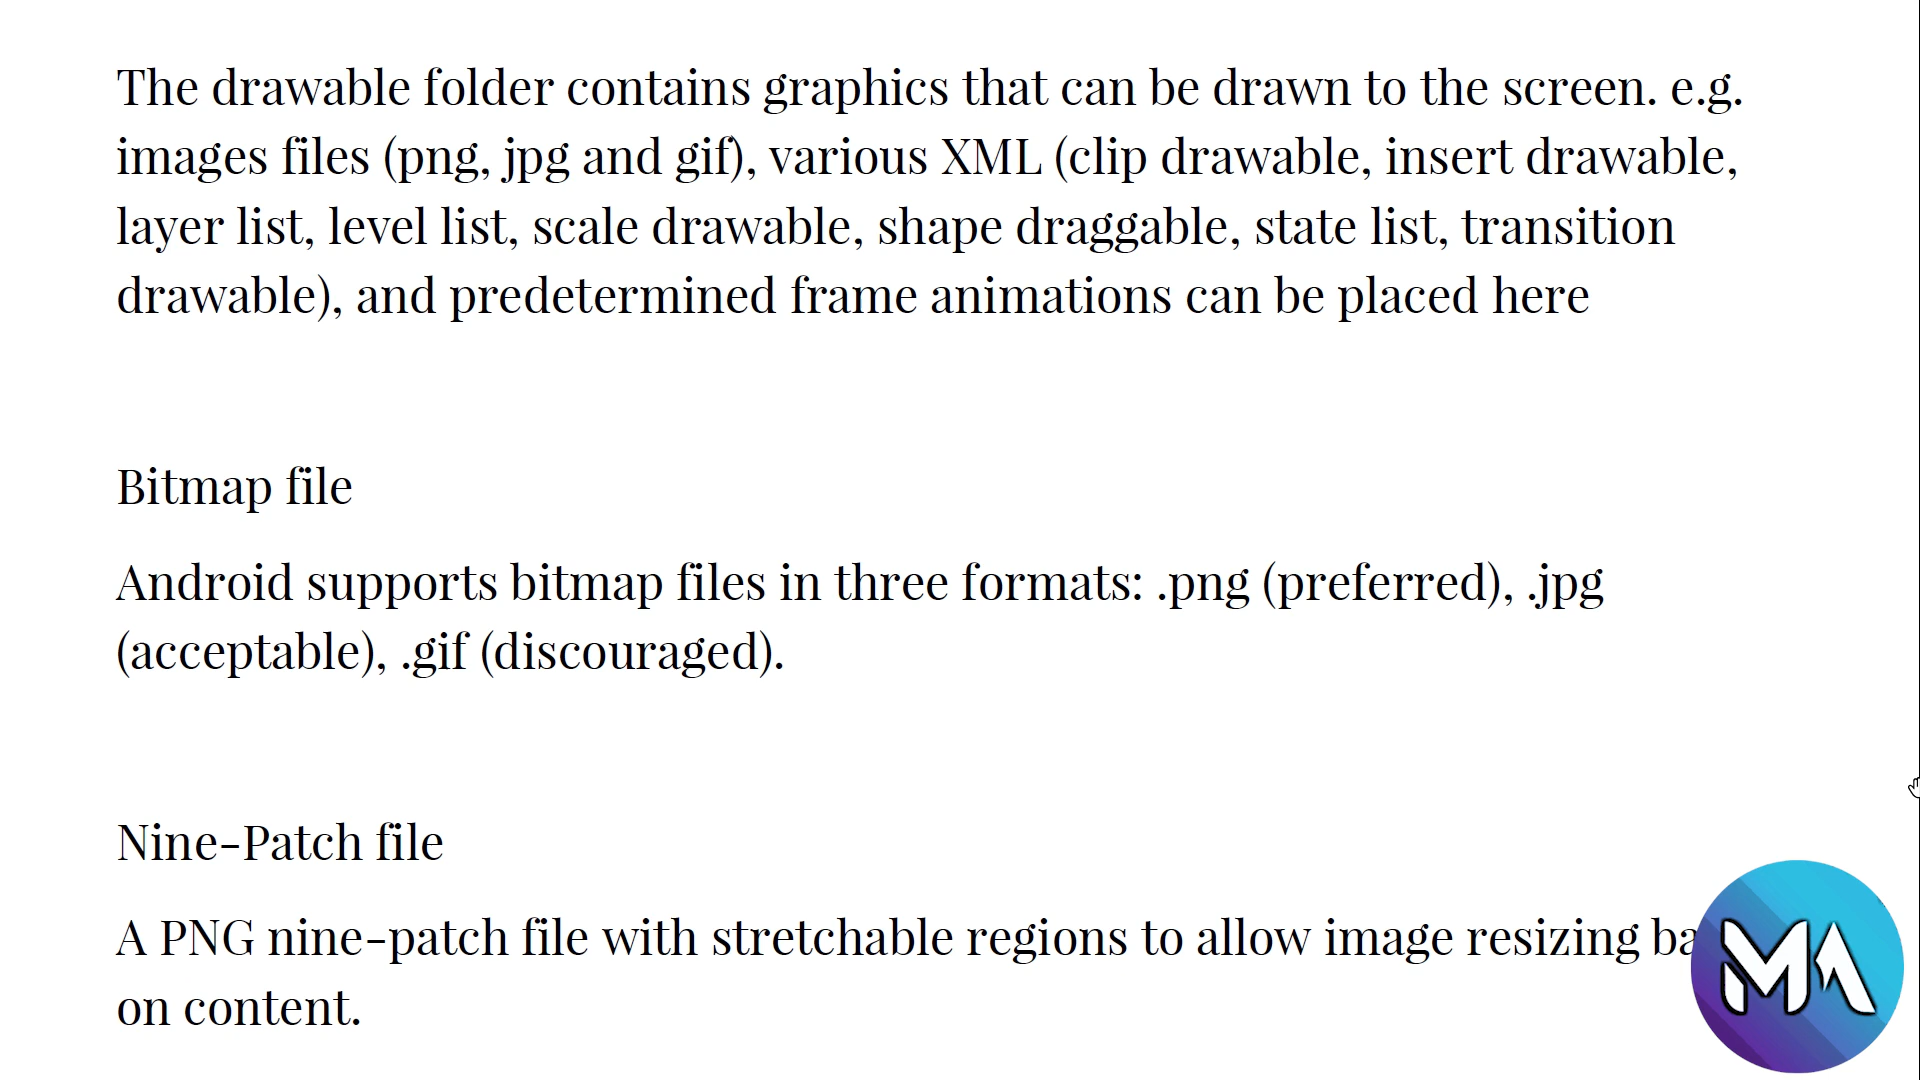 The drawable folder contains graphics that can be drawn to the screen. e.g.
images files (png, jpg and gif), various XML (clip drawable, insert drawable,
layer list, level list, scale drawable, shape draggable, state list, transition
drawable), and predetermined frame animations can be placed here
Bitmap file
Android supports bitmap files in three formats: .png (preferred), .jpg
(acceptable), .gif (discouraged).
Nine-Patch file
A PNG nine-patch file with stretchable regions to allow image resizing
on content.
MA